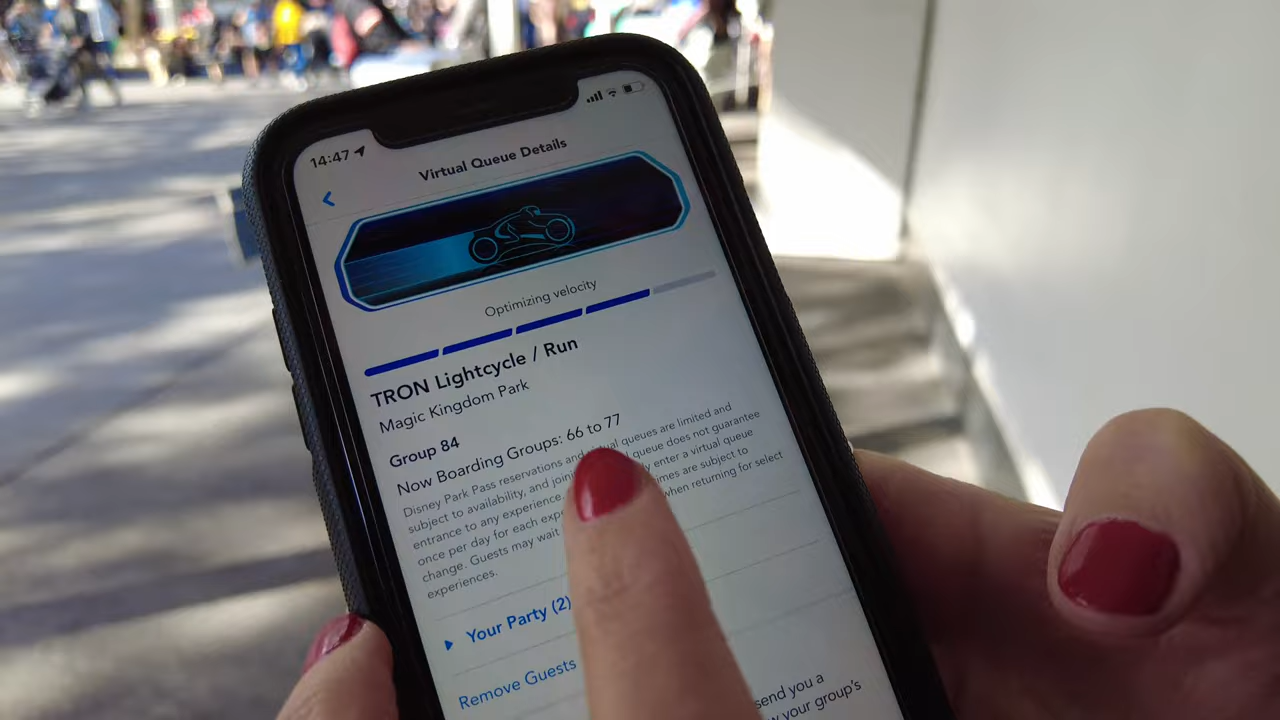 14:47
Virtual Queue Details
Optimizing velocity
TRON Lightcycle / Run
Magic Kingdom Park
Group 84
Now Boarding Groups: 66 to 77
Disney Park Pass reservations and virtual queues are limited and
subject to availability, and joining queue does not guarantee
entrance to any experience. enter a virtual queue
once per day for each times are subject to
change. Guests may wait when returning for select
experiences.
Your Party (2)
Remove Guests
send you a
your group's